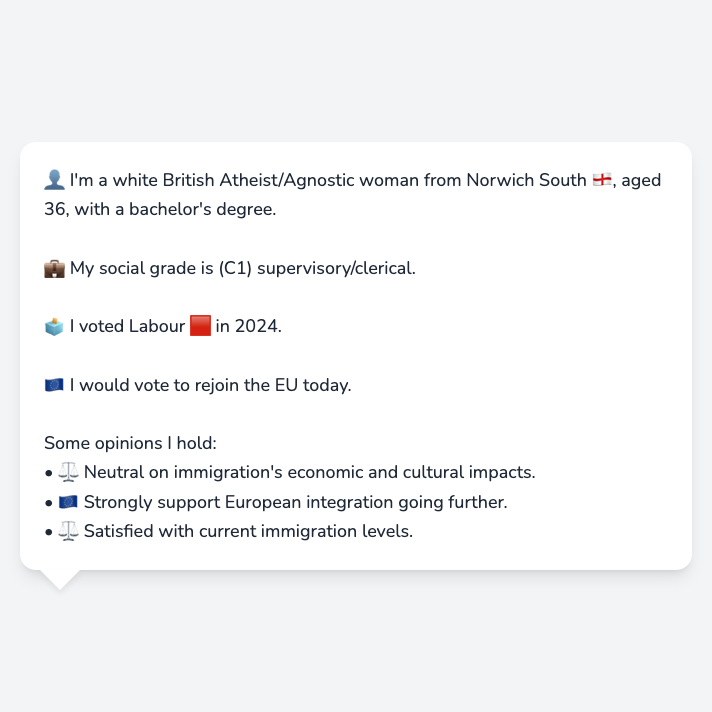 👤 I'm a white British Atheist/Agnostic woman from Norwich South 🏴󠁧󠁢󠁥󠁮󠁧󠁿, aged
36, with a bachelor's degree.
💼 My social grade is (C1) supervisory/clerical.
🗳️ I voted Labour 🟥 in 2024.
🇪🇺 I would vote to rejoin the EU today.
Some opinions I hold:
• ⚖️ Neutral on immigration's economic and cultural impacts.
• 🇪🇺 Strongly support European integration going further.
• ⚖️ Satisfied with current immigration levels.